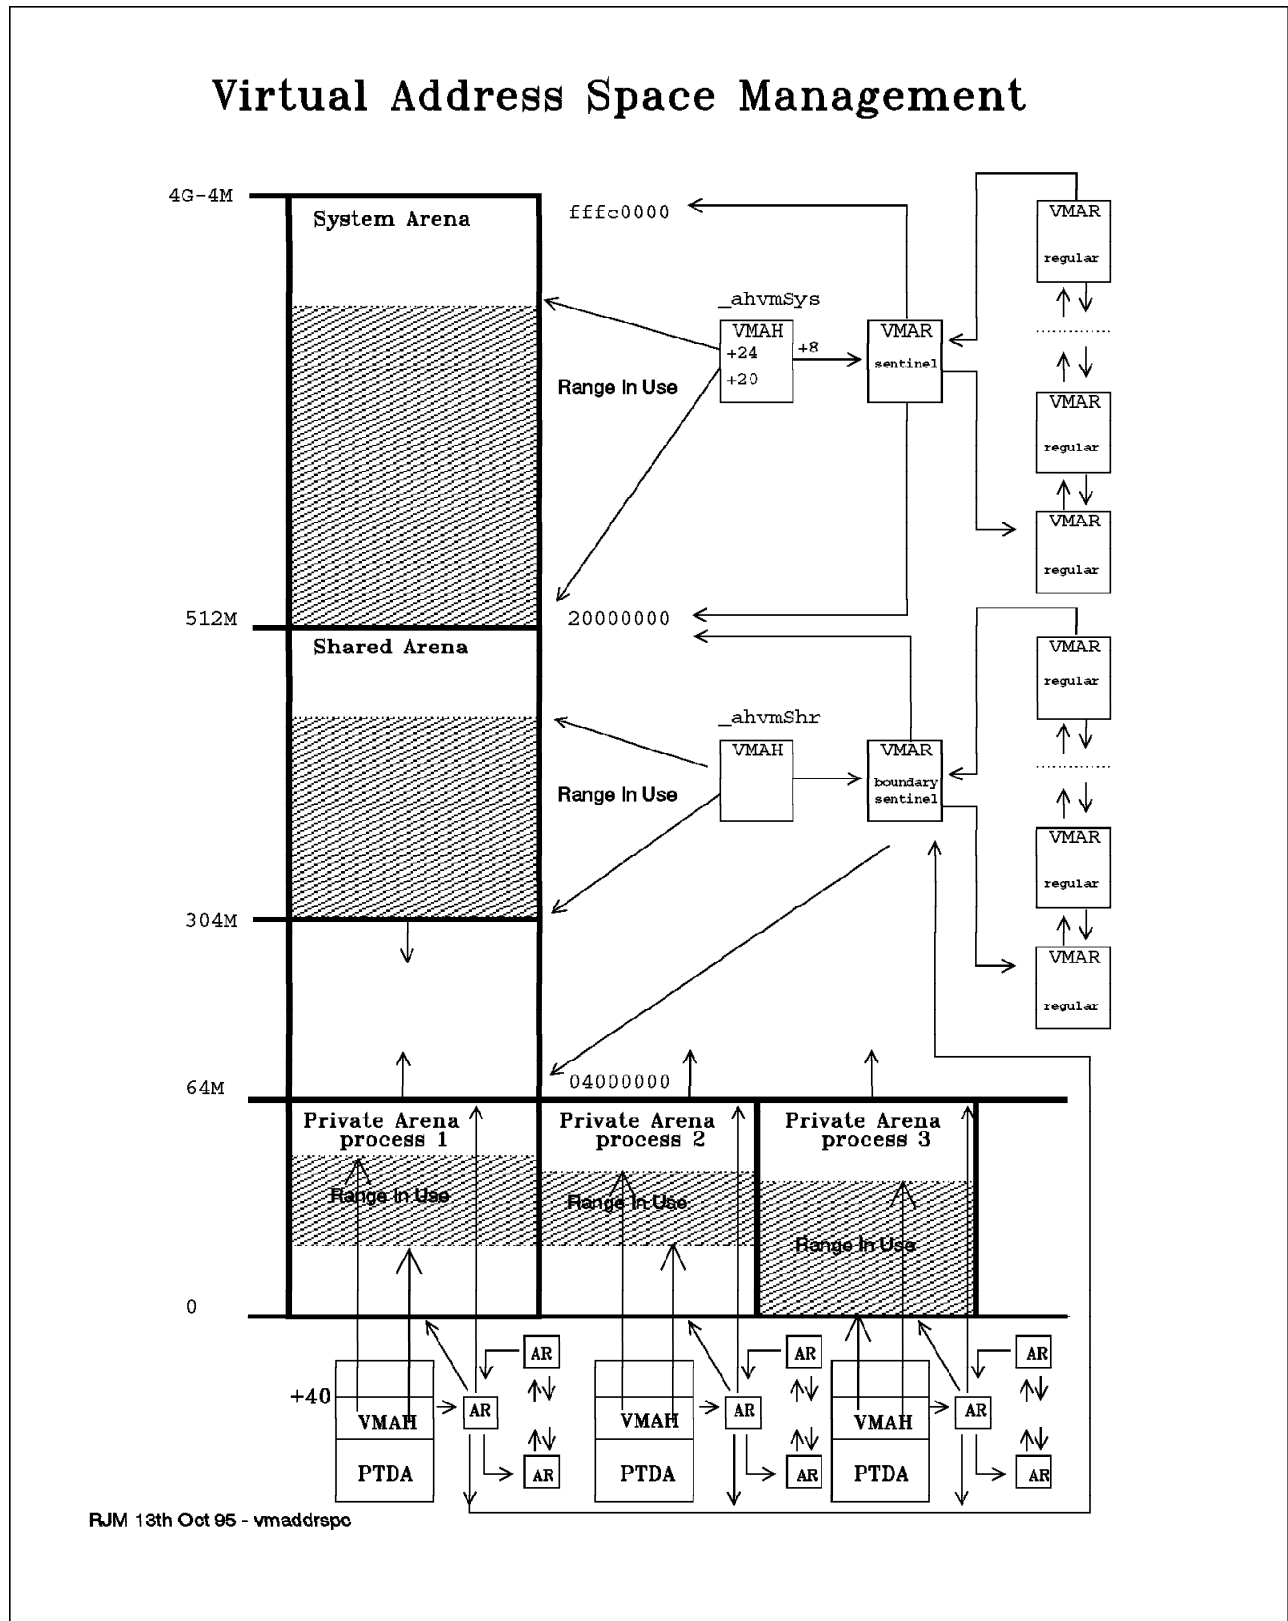 Virtual Address Space Management
4G-4M
System Arena
fffc0000
VMAR
regular
_ahvmSys
VMAH
+24
+20
+8
VMAR
sentinel
Range In Use
VMAR
regular
VMAR
regular
512M
20000000
Shared Arena
VMAR
regular
_ahvmShr
VMAH
VMAR
boundary
sentinel
Range In Use
VMAR
regular
304M
VMAR
regular
64M
04000000
Private Arena
process 1
Private Arena
process 2
Private Arena
process 3
Range In Use
Range In Use
Range In Use
0
AR
AR
AR
+40
VMAH
AR
VMAH
AR
VMAH
AR
PTDA
AR
PTDA
AR
PTDA
AR
RJM 13th Oct 95 - vmaddrspc